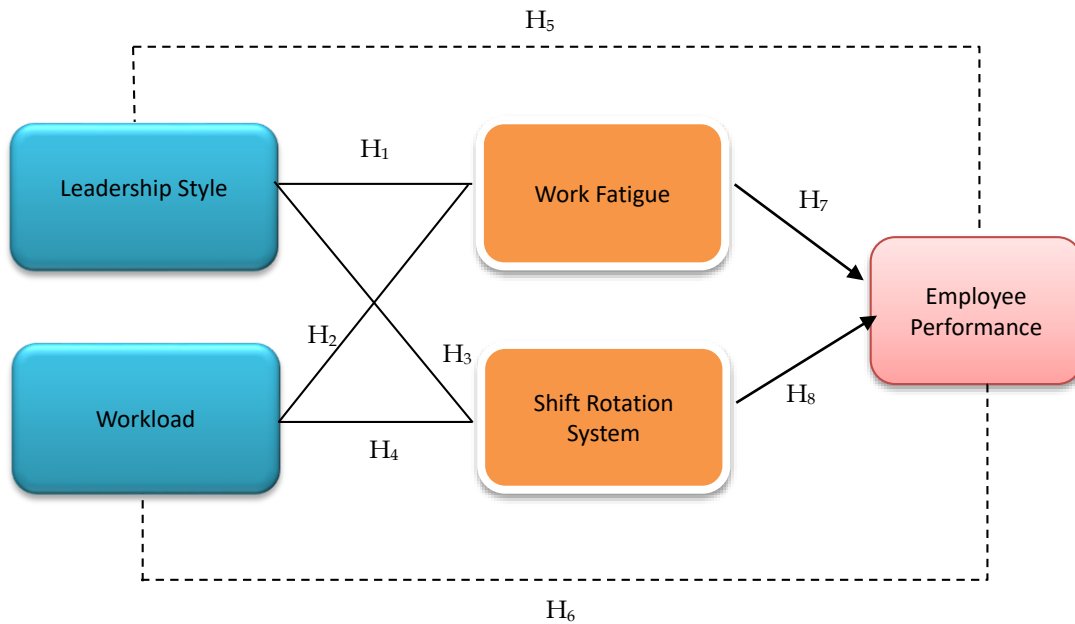 H₅
H₁
Leadership Style
Work Fatigue
H₇
Employee
Performance
H₂
H₃
Workload
Shift Rotation
System
H₈
H₄
H₆